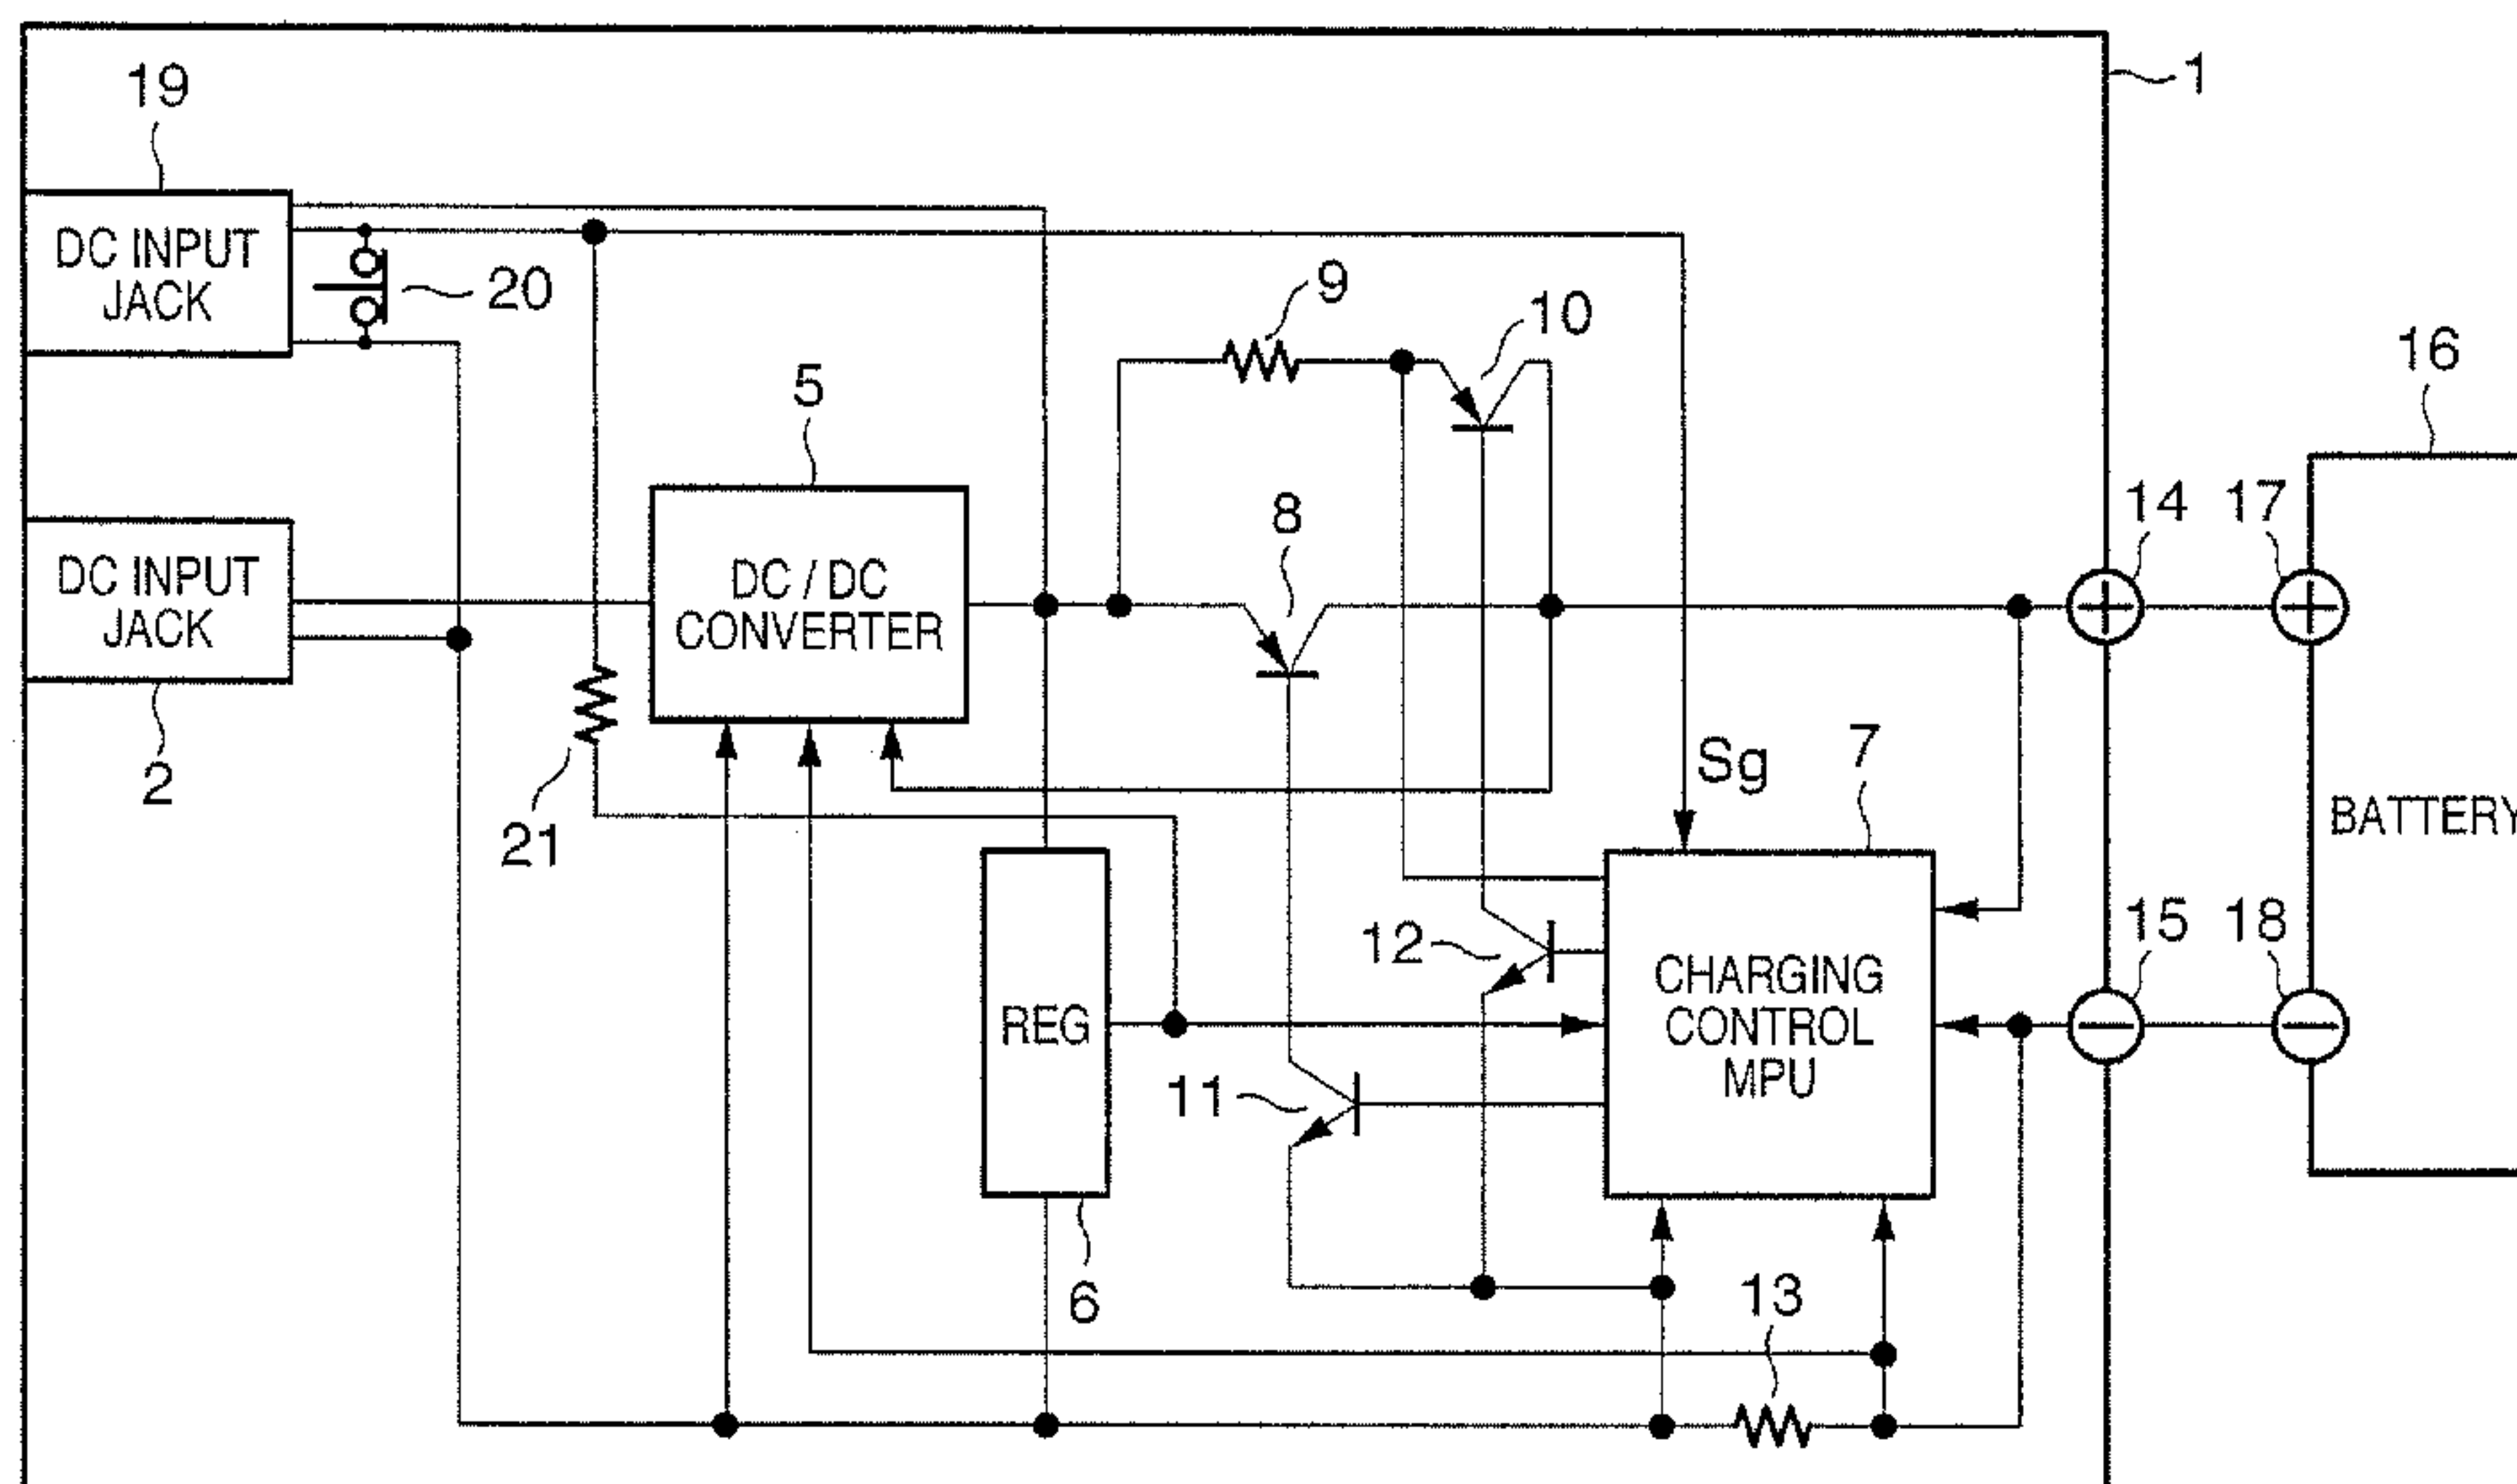 1
19
DC INPUT
JACK
20
9
10
16
5
8
14
17
DC INPUT
JACK
DC / DC
CONVERTER
2
21
Sg
7
BATTERY
12
15
18
REG
CHARGING
CONTROL
MPU
11
6
13